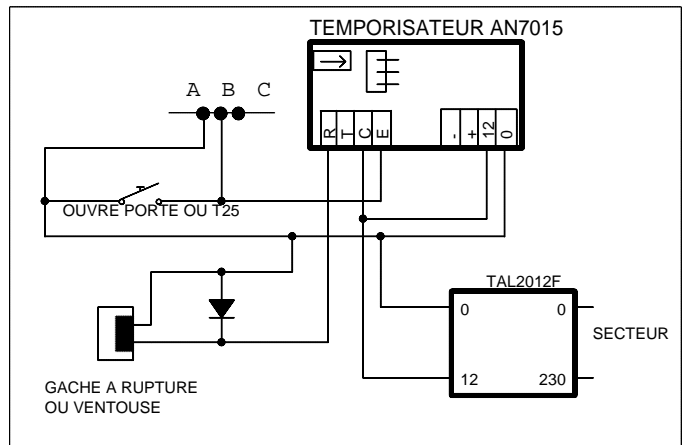 TEMPORISATEUR AN7015
A B C
R T C E - + 12 0
OUVRE PORTE OU T25
TAL2012F
0 0
SECTEUR
12 230
GACHE A RUPTURE
OU VENTOUSE